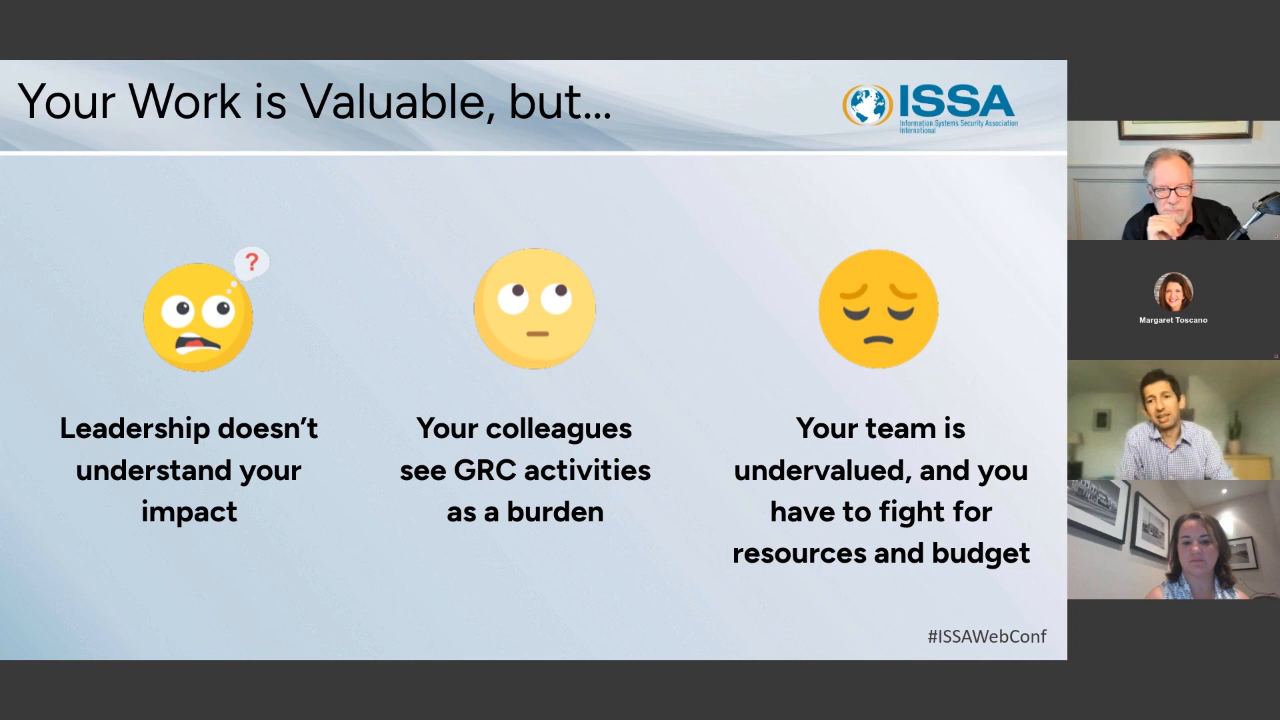 Your Work is Valuable, but...
ISSA
Information Systems Security Association
International
?
Leadership doesn’t
understand your
impact
Your colleagues
see GRC activities
as a burden
Your team is
undervalued, and you
have to fight for
resources and budget
#ISSAWebConf
Margaret Toscano